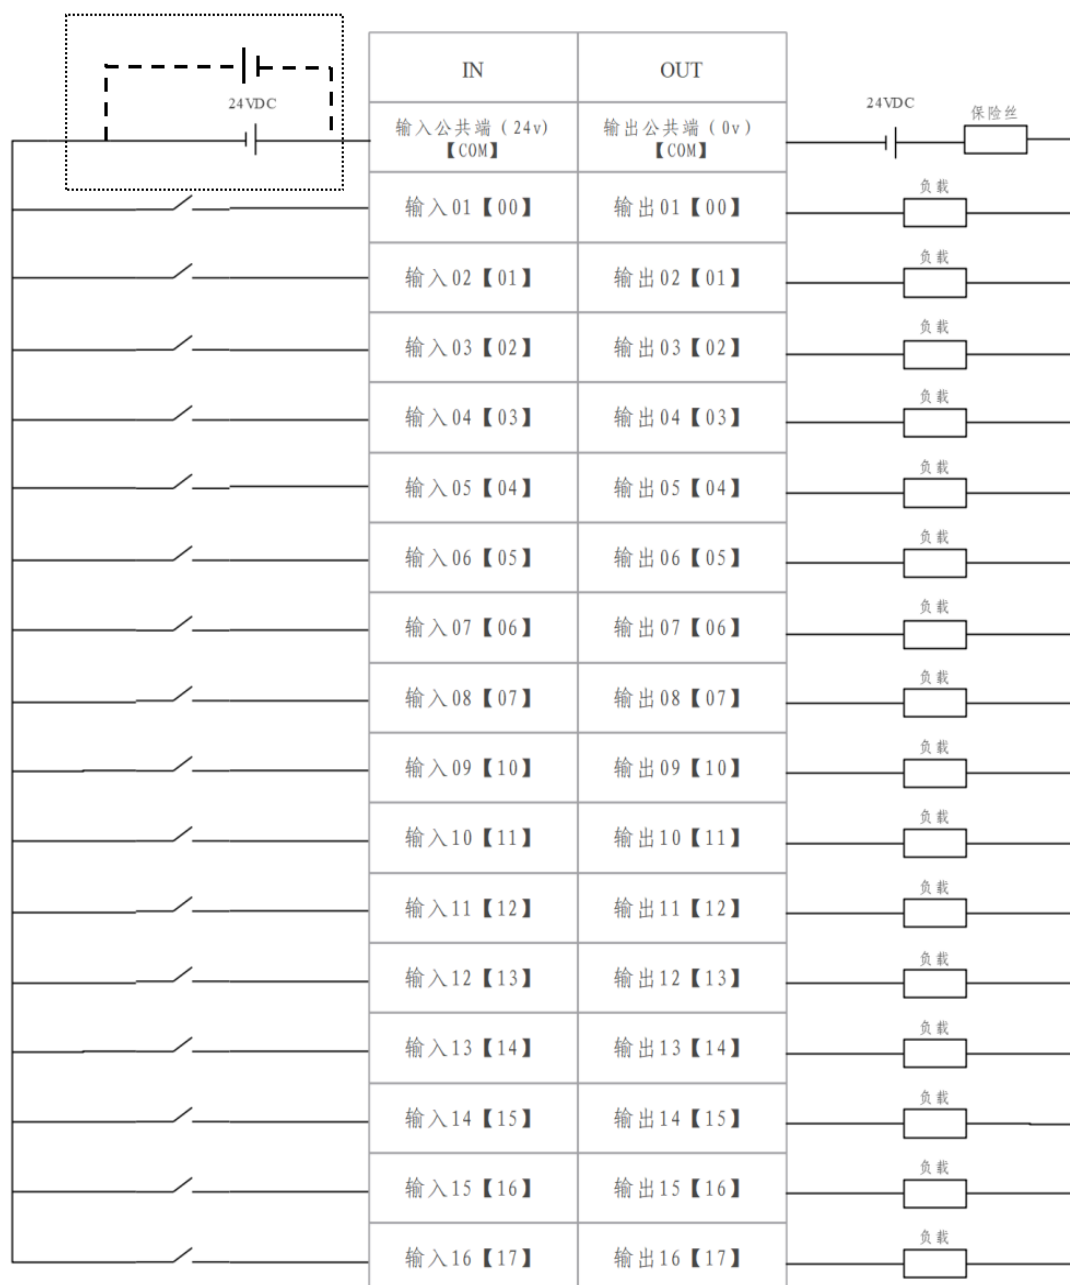 IN OUT
24VDC 输入公共端(24v) 输出公共端(0v) 24VDC 保险丝
【COM】 【COM】
负载
输入01【00】 输出01【00】
负载
输入02【01】 输出02【01】
负载
输入03【02】 输出03【02】
负载
输入04【03】 输出04【03】
负载
输入05【04】 输出05【04】
负载
输入06【05】 输出06【05】
负载
输入07【06】 输出07【06】
负载
输入08【07】 输出08【07】
负载
输入09【10】 输出09【10】
负载
输入10【11】 输出10【11】
负载
输入11【12】 输出11【12】
负载
输入12【13】 输出12【13】
负载
输入13【14】 输出13【14】
负载
输入14【15】 输出14【15】
负载
输入15【16】 输出15【16】
负载
输入16【17】 输出16【17】